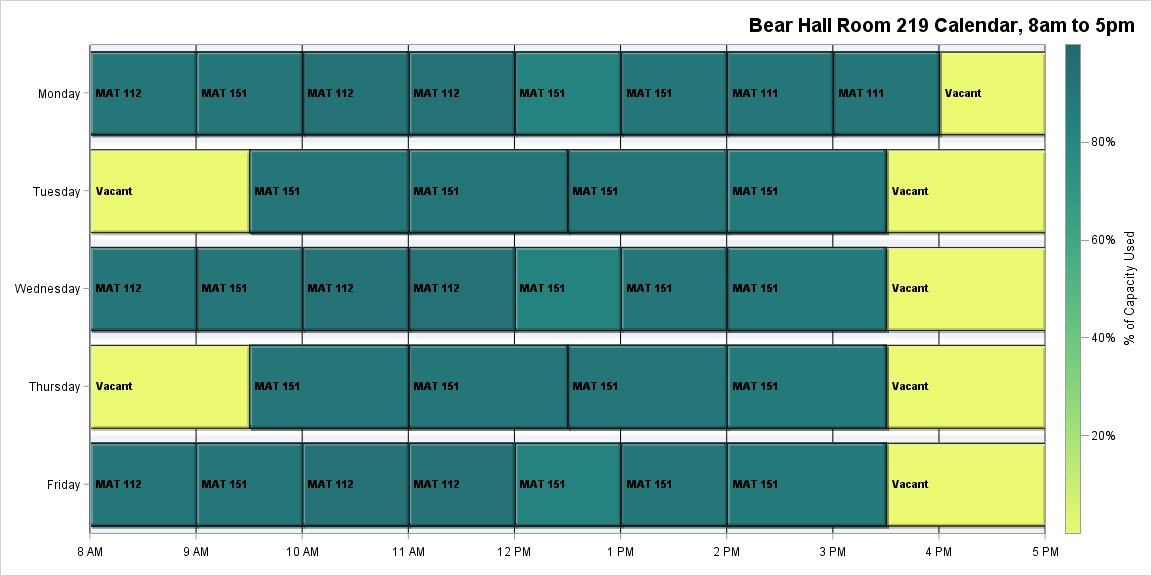 Bear Hall Room 219 Calendar, 8am to 5pm
Monday
MAT 112
MAT 151
MAT 112
MAT 112
MAT 151
MAT 151
MAT 111
MAT 111
Vacant
Tuesday
Vacant
MAT 151
MAT 151
MAT 151
MAT 151
Vacant
Wednesday
MAT 112
MAT 151
MAT 112
MAT 112
MAT 151
MAT 151
MAT 151
Vacant
Thursday
Vacant
MAT 151
MAT 151
MAT 151
MAT 151
Vacant
Friday
MAT 112
MAT 151
MAT 112
MAT 112
MAT 151
MAT 151
MAT 151
Vacant
8 AM
9 AM
10 AM
11 AM
12 PM
1 PM
2 PM
3 PM
4 PM
5 PM
80%
60%
40%
20%
% of Capacity Used